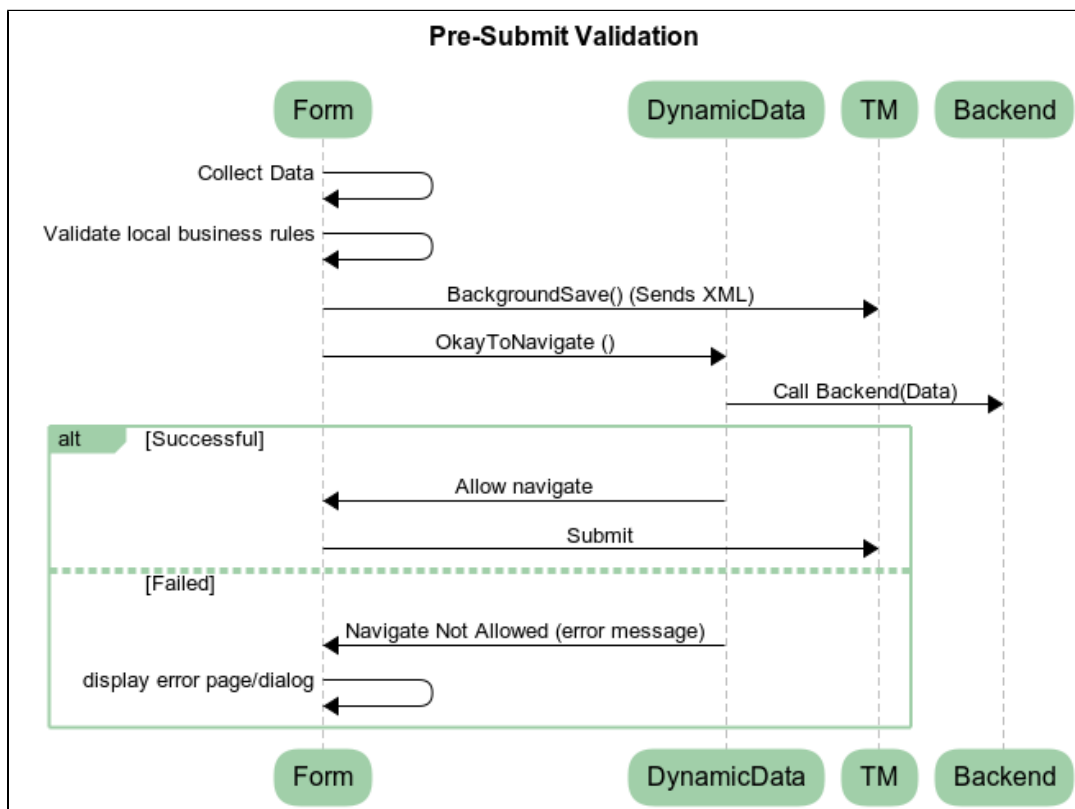 Pre-Submit Validation
Form DynamicData TM Backend
Collect Data
Validate local business rules
BackgroundSave() (Sends XML)
OkayToNavigate ()
Call Backend(Data)
alt [Successful]
Allow navigate
Submit
[Failed]
Navigate Not Allowed (error message)
display error page/dialog
Form DynamicData TM Backend